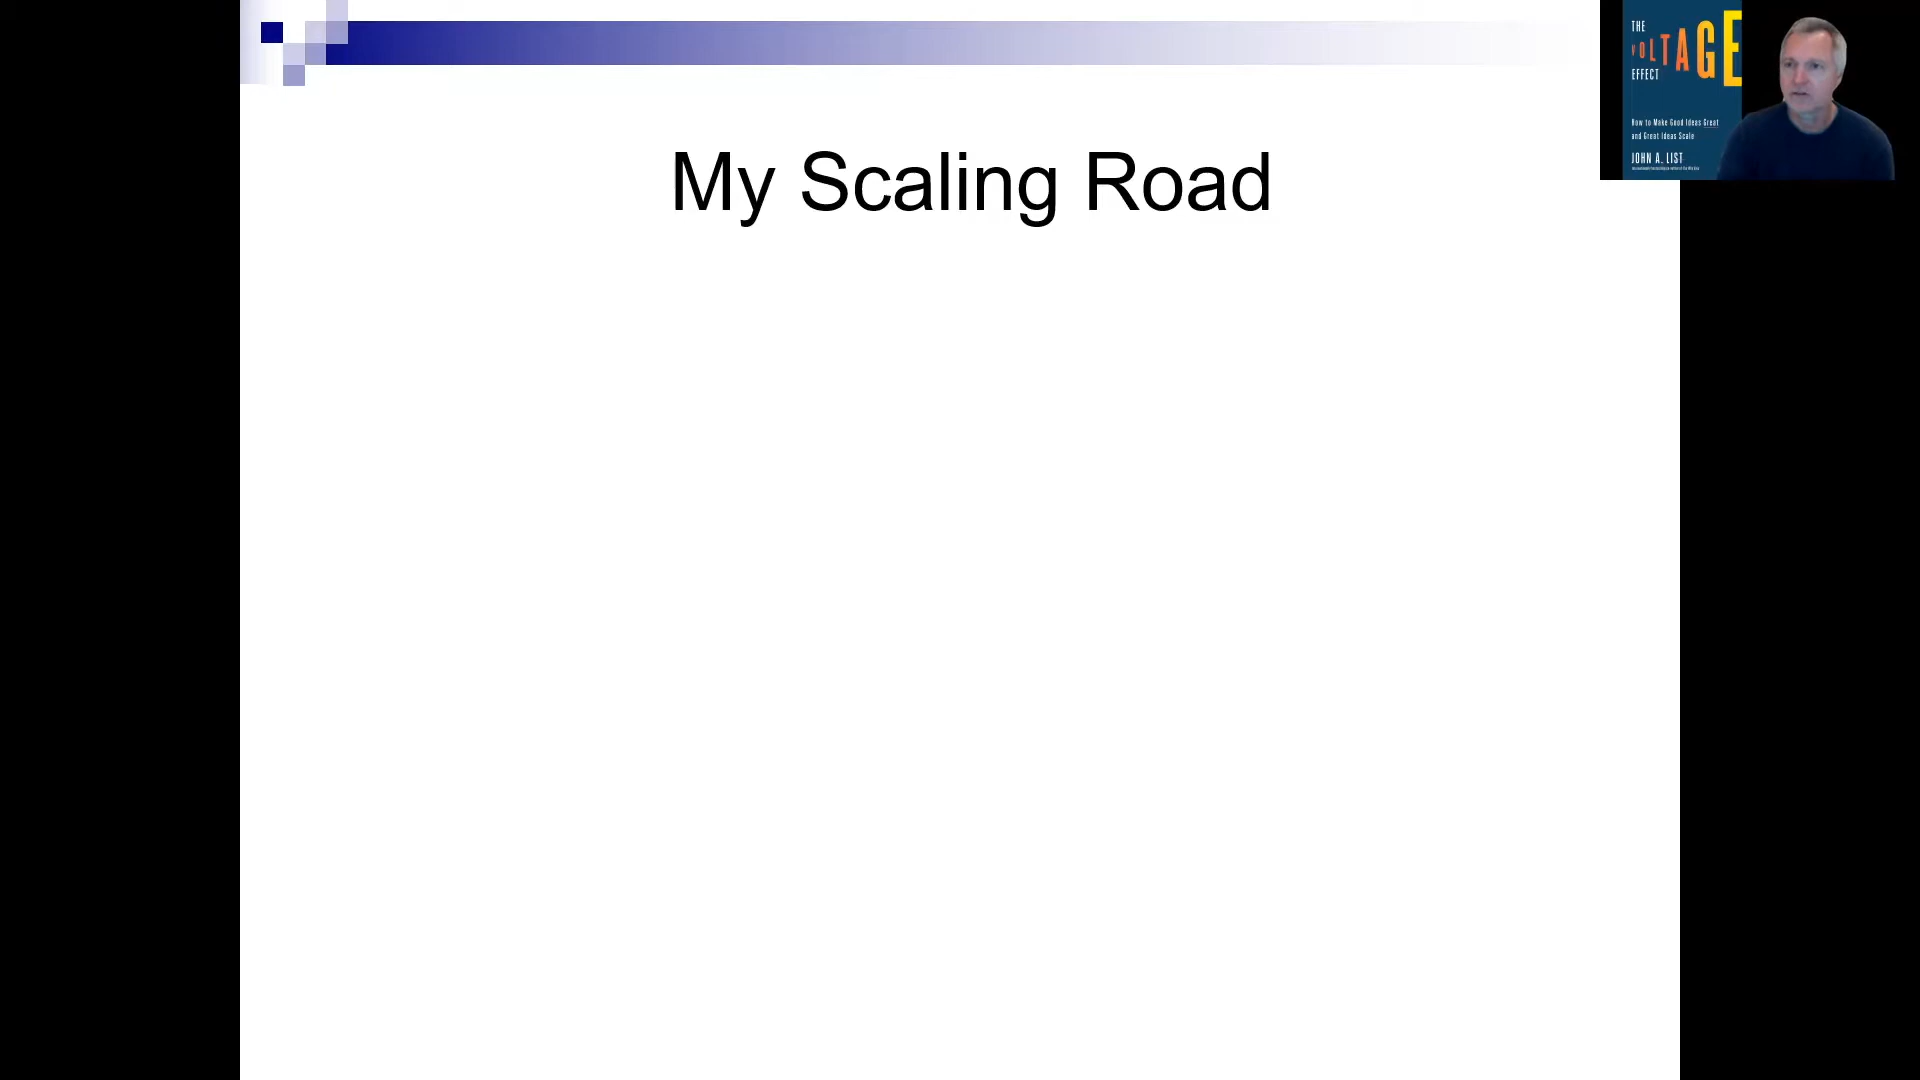 My Scaling Road
THE
VOLTAGE
EFFECT
How to Make Good Ideas Great
and Great Ideas Scale
JOHN A. LIST